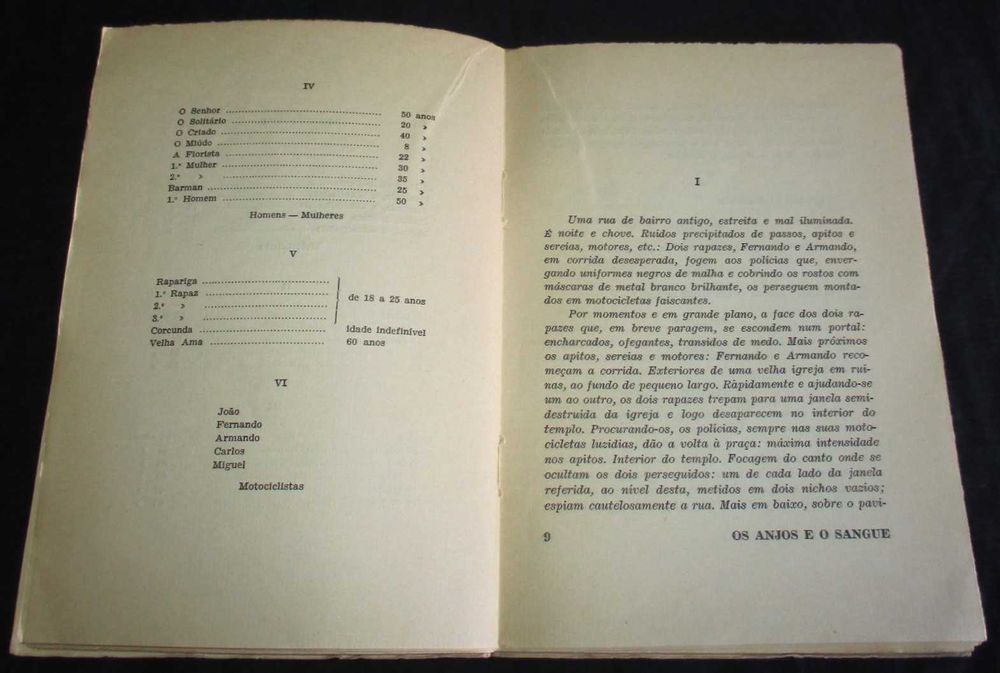 IV
O Senhor ........................................ 50 anos
O Solitário ........................................ 20 »
O Criado ........................................ 40 »
O Miúdo ........................................ 8 »
A Florista ........................................ 22 »
1.ª Mulher ........................................ 30 »
2.ª » ........................................ 35 »
Barman ........................................ 25 »
1.º Homem ........................................ 50 »
Homens — Mulheres
V
Rapariga ................................
1.º Rapaz ................................ de 18 a 25 anos
2.º » ................................
3.º » ................................
Corcunda ................................ idade indefinível
Velha Ama ................................ 60 anos
VI
João
Fernando
Armando
Carlos
Miguel
Motociclistas
I
Uma rua de bairro antigo, estreita e mal iluminada.
É noite e chove. Ruídos precipitados de passos, apitos e
sereias, motores, etc.: Dois rapazes, Fernando e Armando,
em corrida desesperada, fogem aos polícias que, enver-
gando uniformes negros de malha e cobrindo os rostos com
máscaras de metal branco brilhante, os perseguem monta-
dos em motocicletas faiscantes.
Por momentos e em grande plano, a face dos dois ra-
pazes que, em breve paragem, se escondem num portal:
encharcados, ofegantes, transidos de medo. Mais próximos
os apitos, sereias e motores: Fernando e Armando reco-
meçam a corrida. Exteriores de uma velha igreja em ruí-
nas, ao fundo de pequeno largo. Ràpidamente e ajudando-se
um ao outro, os dois rapazes trepam para uma janela semi-
destruída da igreja e logo desaparecem no interior do
templo. Procurando-os, os polícias, sempre nas suas moto-
cicletas luzidias, dão a volta à praça: máxima intensidade
nos apitos. Interior do templo. Focagem do canto onde se
ocultam os dois perseguidos: um de cada lado da janela
referida, ao nível desta, metidos em dois nichos vazios;
espiam cautelosamente a rua. Mais em baixo, sobre o pavi-
9 OS ANJOS E O SANGUE